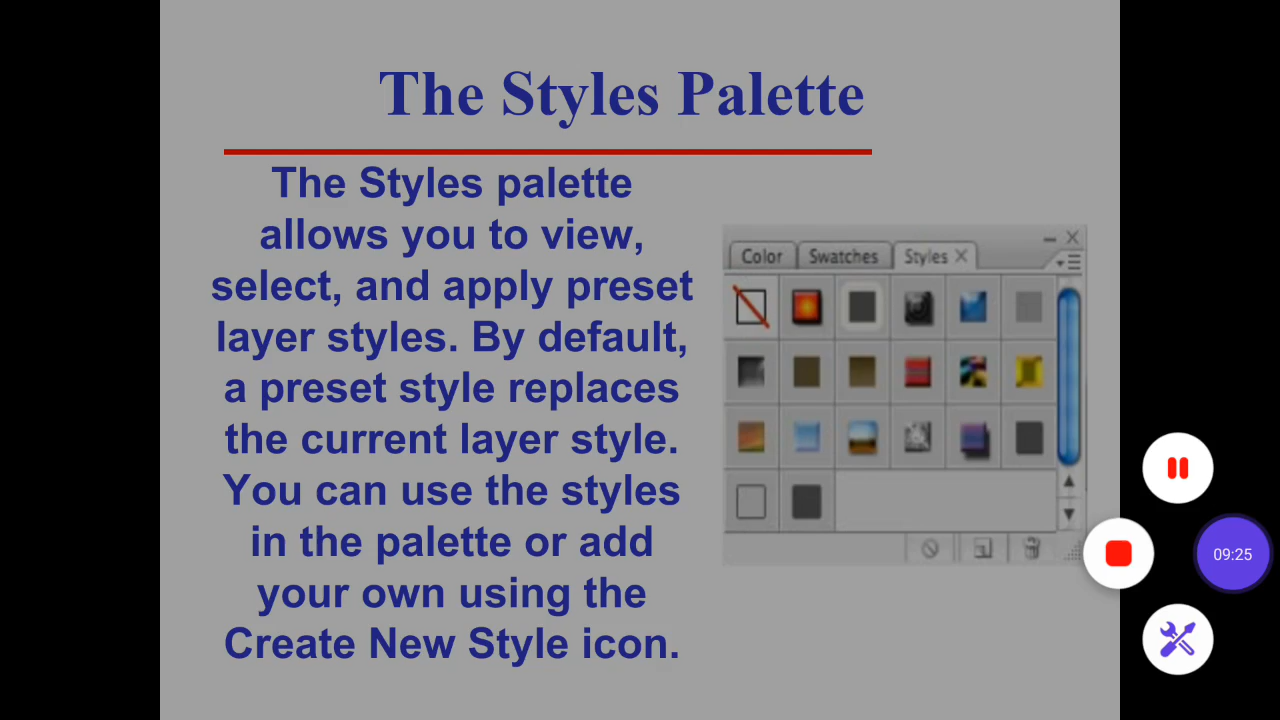 The Styles Palette
The Styles palette
allows you to view,
select, and apply preset
layer styles. By default,
a preset style replaces
the current layer style.
You can use the styles
in the palette or add
your own using the
Create New Style icon.
Color Swatches Styles
09:25